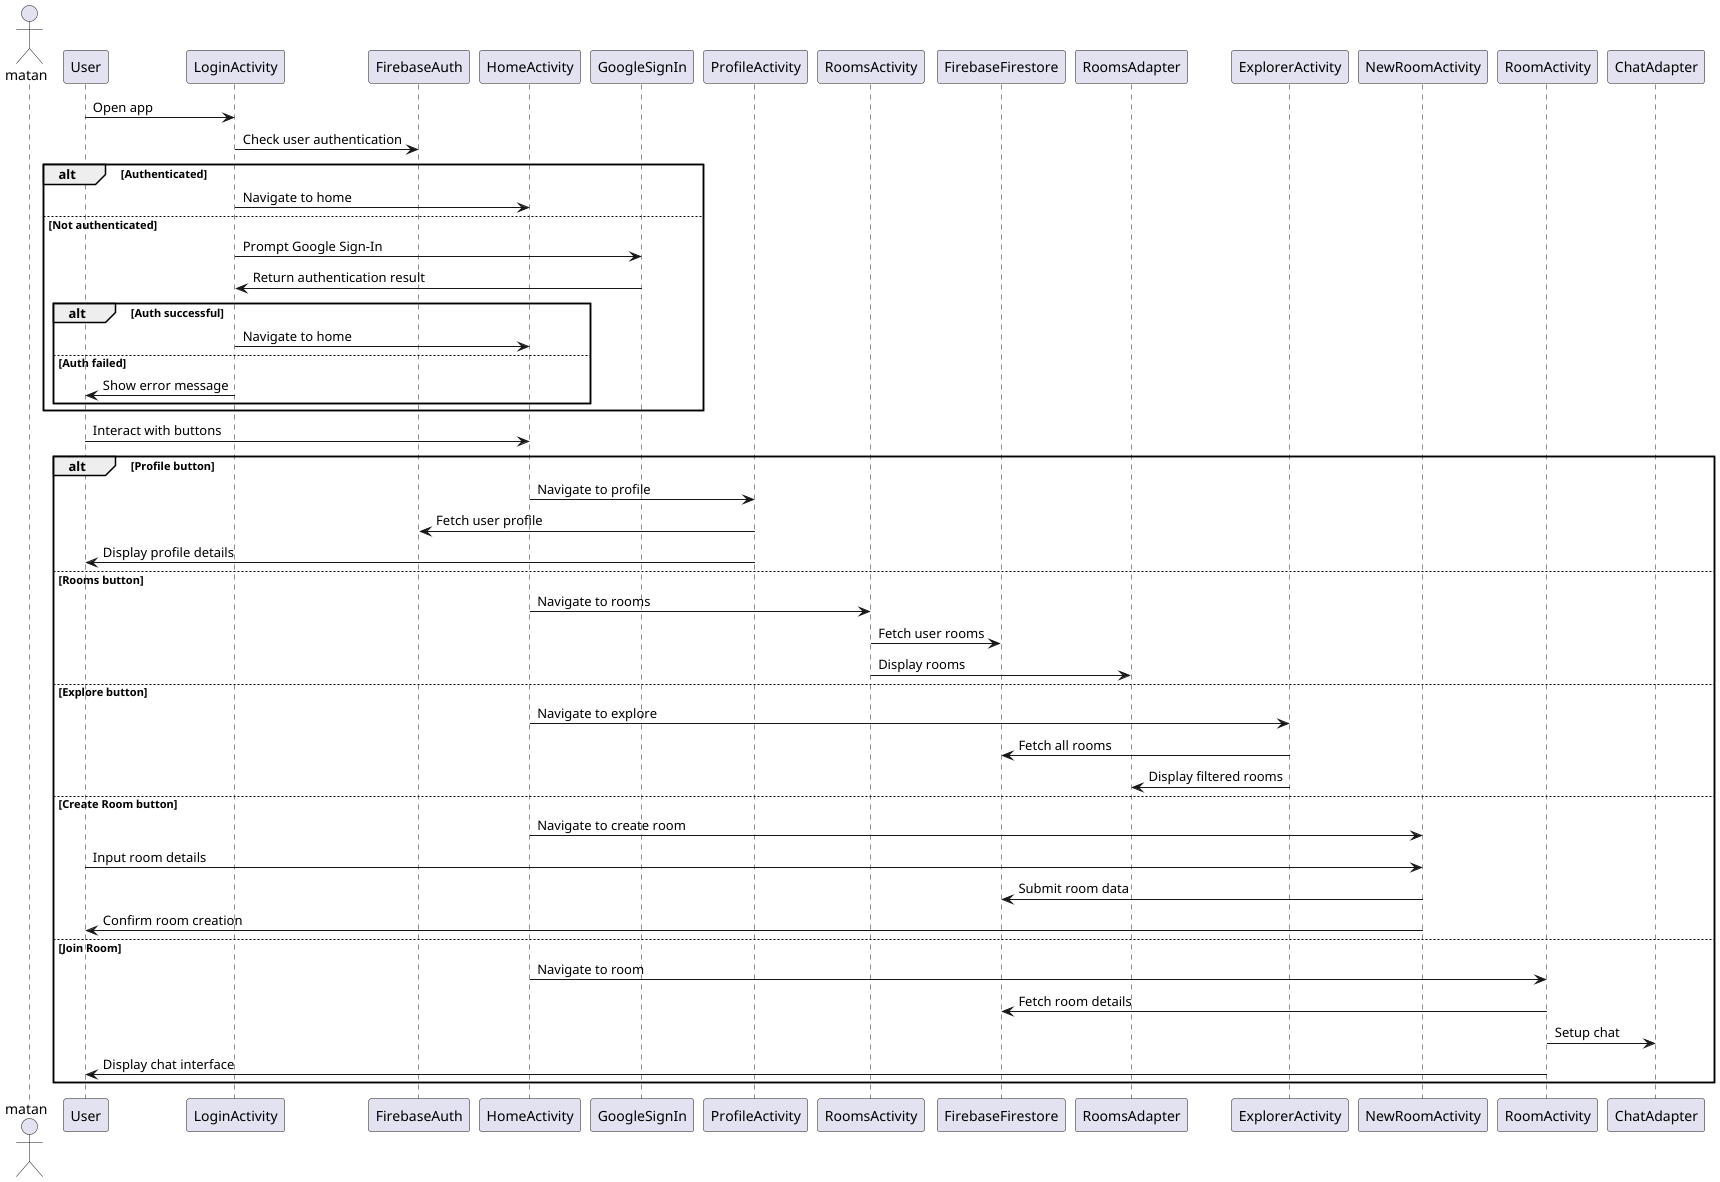 matan
User
LoginActivity
FirebaseAuth
HomeActivity
GoogleSignIn
ProfileActivity
RoomsActivity
FirebaseFirestore
RoomsAdapter
ExplorerActivity
NewRoomActivity
RoomActivity
ChatAdapter
Open app
Check user authentication
alt [Authenticated]
Navigate to home
[Not authenticated]
Prompt Google Sign-In
Return authentication result
alt [Auth successful]
Navigate to home
[Auth failed]
Show error message
Interact with buttons
alt [Profile button]
Navigate to profile
Fetch user profile
Display profile details
[Rooms button]
Navigate to rooms
Fetch user rooms
Display rooms
[Explore button]
Navigate to explore
Fetch all rooms
Display filtered rooms
[Create Room button]
Navigate to create room
Input room details
Submit room data
Confirm room creation
[Join Room]
Navigate to room
Fetch room details
Setup chat
Display chat interface
matan
User
LoginActivity
FirebaseAuth
HomeActivity
GoogleSignIn
ProfileActivity
RoomsActivity
FirebaseFirestore
RoomsAdapter
ExplorerActivity
NewRoomActivity
RoomActivity
ChatAdapter